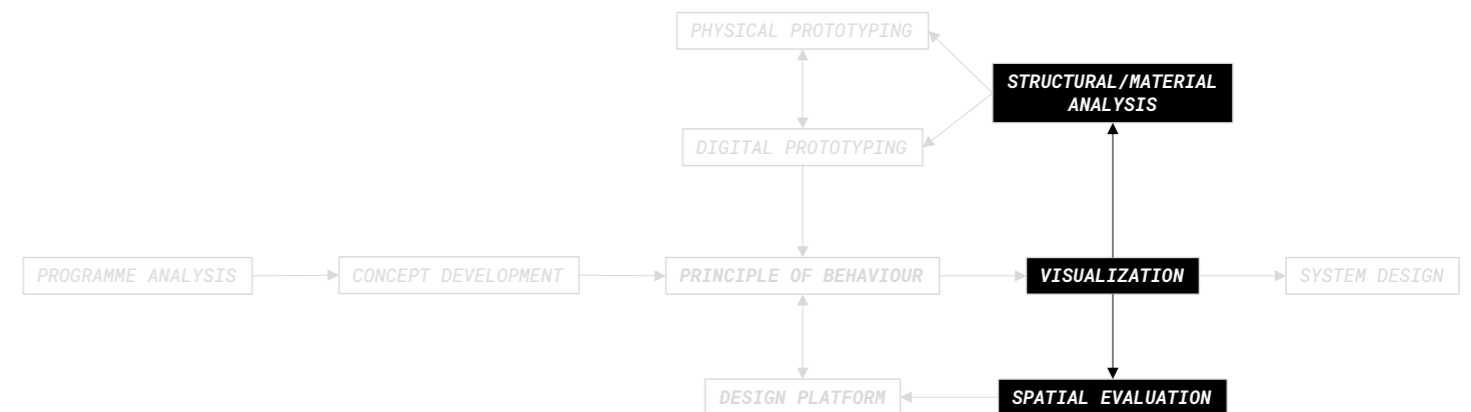 PHYSICAL PROTOTYPING
STRUCTURAL/MATERIAL
ANALYSIS
DIGITAL PROTOTYPING
PROGRAMME ANALYSIS
CONCEPT DEVELOPMENT
PRINCIPLE OF BEHAVIOUR
VISUALIZATION
SYSTEM DESIGN
DESIGN PLATFORM
SPATIAL EVALUATION